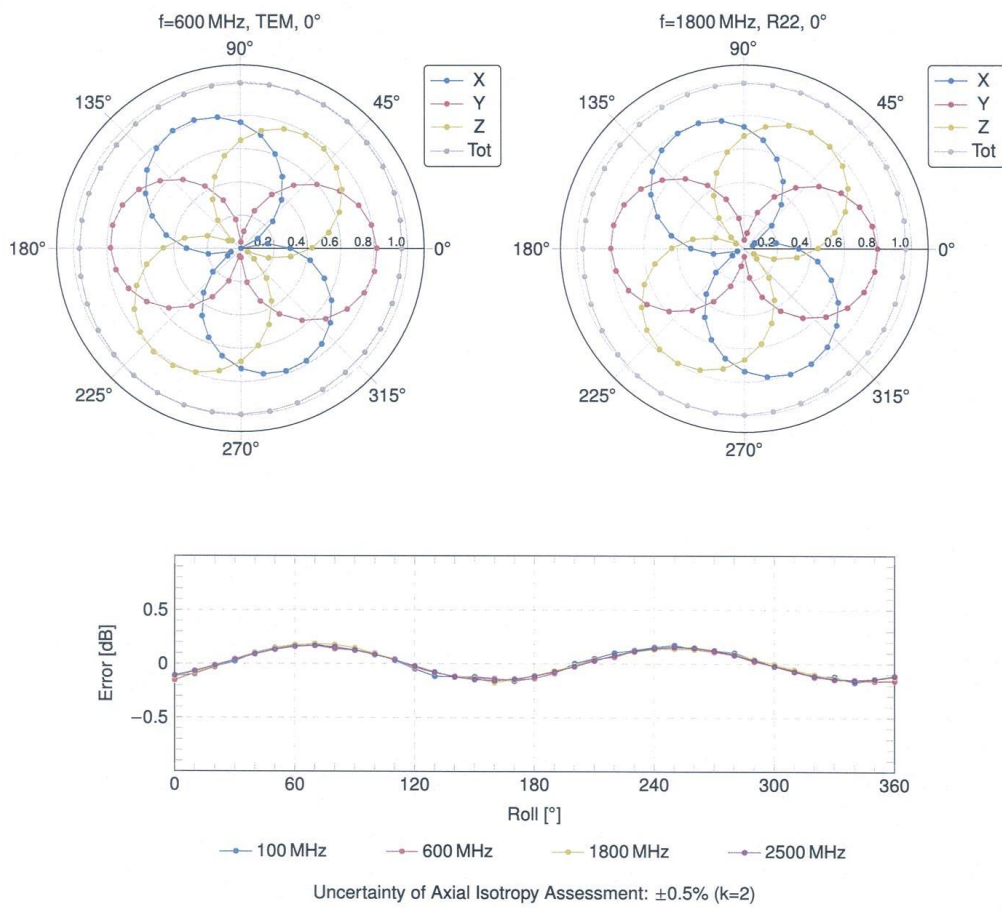 f=600 MHz, TEM, 0°
90°
135°
45°
180°
0.2 0.4 0.6 0.8 1.0
0°
225°
315°
270°
X
Y
Z
Tot
f=1800 MHz, R22, 0°
90°
135°
45°
180°
0.2 0.4 0.6 0.8 1.0
0°
225°
315°
270°
X
Y
Z
Tot
Error [dB]
0.5
0
−0.5
0 60 120 180 240 300 360
Roll [°]
100 MHz 600 MHz 1800 MHz 2500 MHz
Uncertainty of Axial Isotropy Assessment: ±0.5% (k=2)